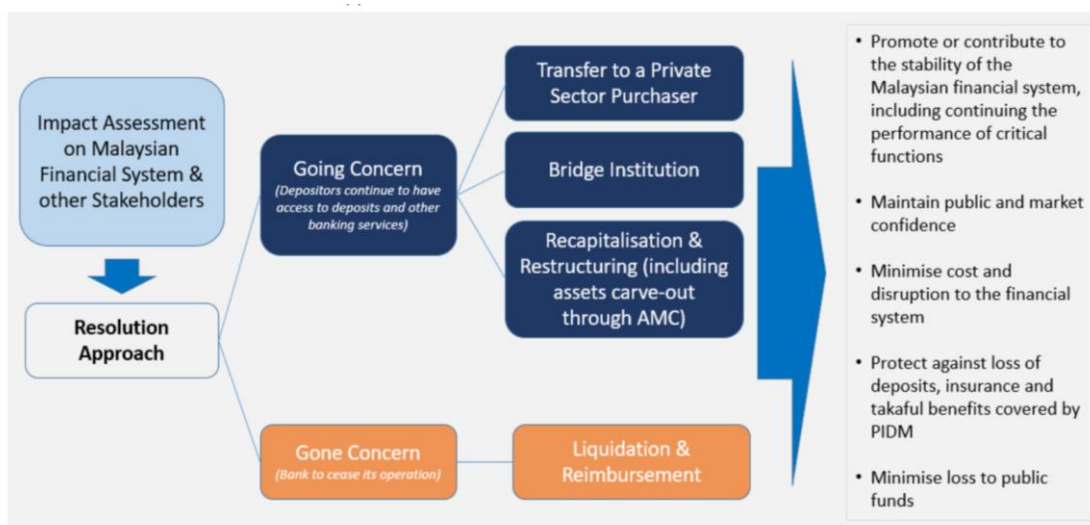 Impact Assessment
on Malaysian
Financial System &
other Stakeholders
Resolution
Approach
Going Concern
(Depositors continue to have
access to deposits and other
banking services)
Gone Concern
(Bank to cease its operation)
Transfer to a Private
Sector Purchaser
Bridge Institution
Recapitalisation &
Restructuring (including
assets carve-out
through AMC)
Liquidation &
Reimbursement
• Promote or contribute to
the stability of the
Malaysian financial system,
including continuing the
performance of critical
functions
• Maintain public and market
confidence
• Minimise cost and
disruption to the financial
system
• Protect against loss of
deposits, insurance and
takaful benefits covered by
PIDM
• Minimise loss to public
funds